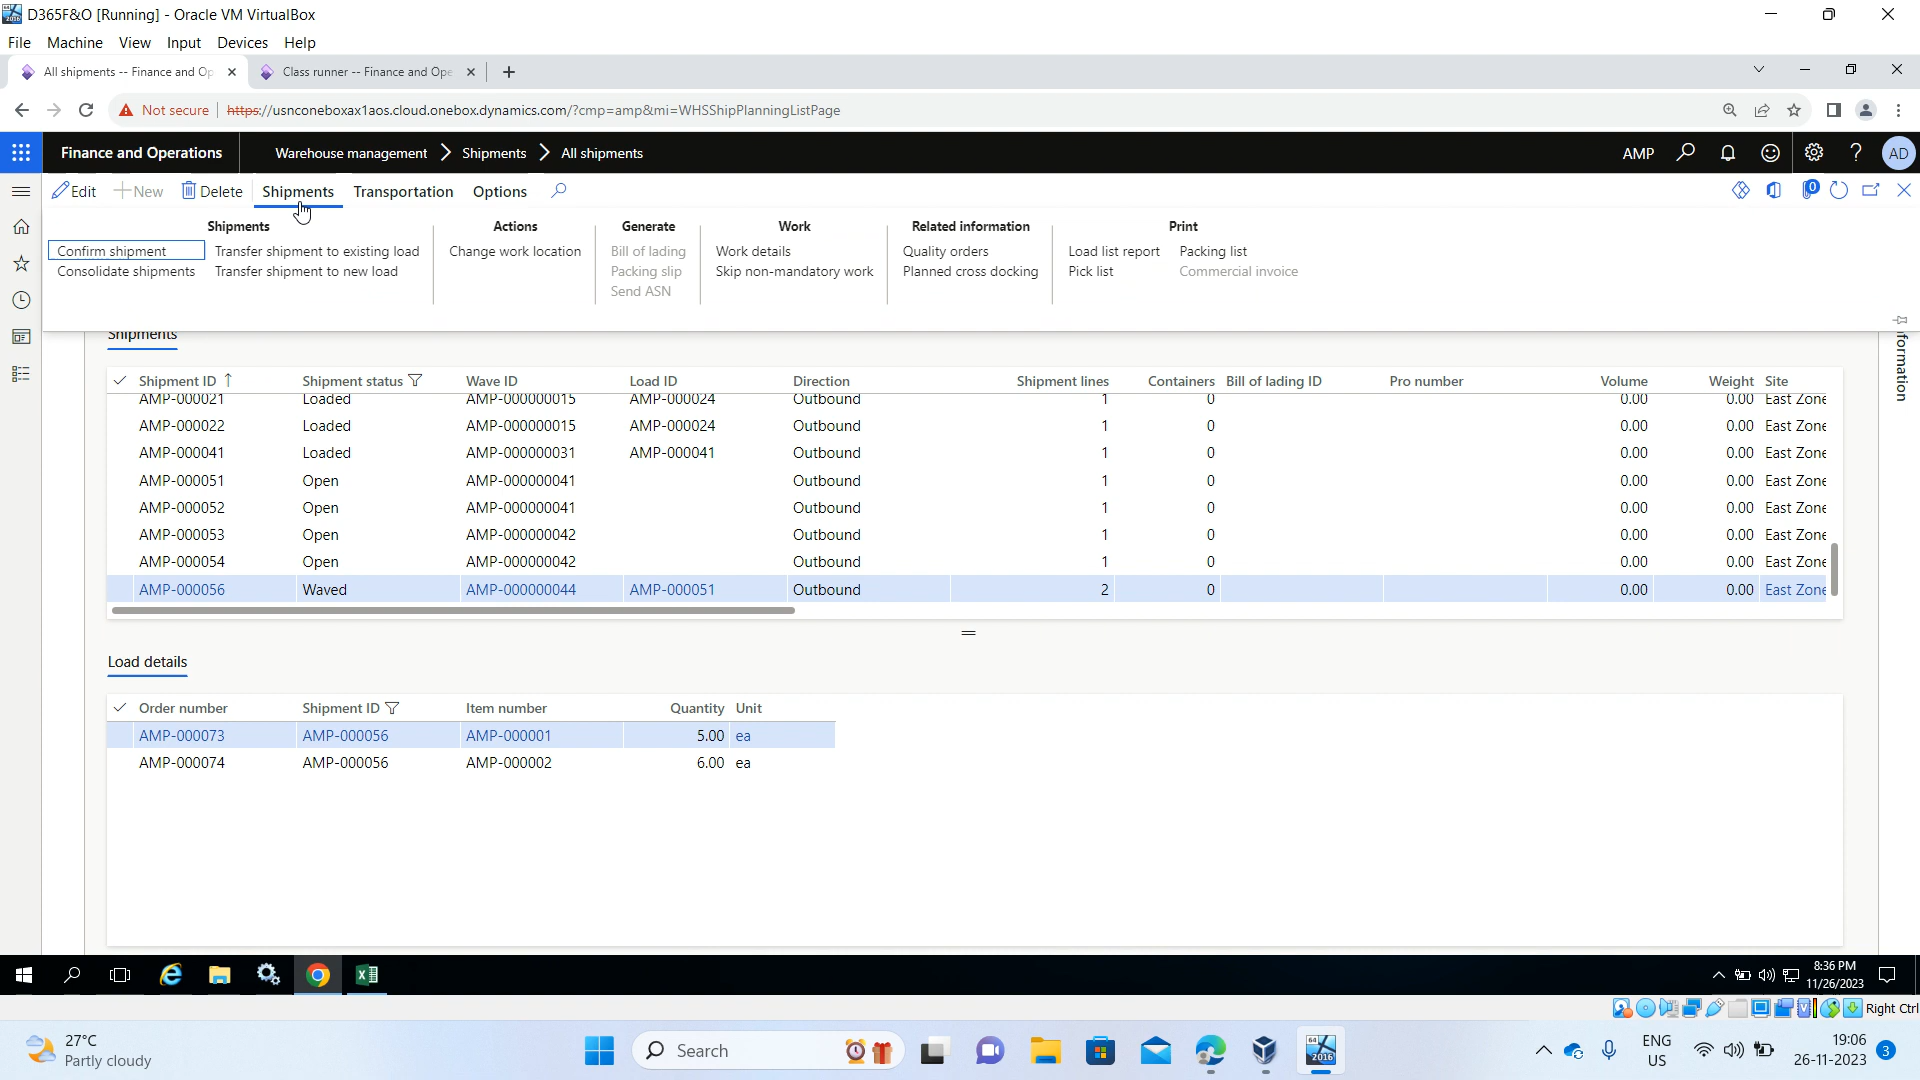 D365F&O [Running] - Oracle VM VirtualBox
File Machine View Input Devices Help
All shipments -- Finance and Op
Class runner -- Finance and Ope
Not secure https://usnconeboxax1aos.cloud.onebox.dynamics.com/?cmp=amp&mi=WHSShipPlanningListPage
Finance and Operations Warehouse management Shipments All shipments AMP ? AD
Edit New Delete Shipments Transportation Options 0
Shipments Actions Generate Work Related information Print
Confirm shipment Transfer shipment to existing load Change work location Bill of lading Work details Quality orders Load list report Packing list
Consolidate shipments Transfer shipment to new load Packing slip Skip non-mandatory work Planned cross docking Pick list Commercial invoice
Send ASN
Shipments
formation
Shipment ID Shipment status Wave ID Load ID Direction Shipment lines Containers Bill of lading ID Pro number Volume Weight Site
AMP-000021 Loaded AMP-000000015 AMP-000024 Outbound 1 0 0.00 0.00 East Zone
AMP-000022 Loaded AMP-000000015 AMP-000024 Outbound 1 0 0.00 0.00 East Zone
AMP-000041 Loaded AMP-000000031 AMP-000041 Outbound 1 0 0.00 0.00 East Zone
AMP-000051 Open AMP-000000041 Outbound 1 0 0.00 0.00 East Zone
AMP-000052 Open AMP-000000041 Outbound 1 0 0.00 0.00 East Zone
AMP-000053 Open AMP-000000042 Outbound 1 0 0.00 0.00 East Zone
AMP-000054 Open AMP-000000042 Outbound 1 0 0.00 0.00 East Zone
AMP-000056 Waved AMP-000000044 AMP-000051 Outbound 2 0 0.00 0.00 East Zone
Load details
Order number Shipment ID Item number Quantity Unit
AMP-000073 AMP-000056 AMP-000001 5.00 ea
AMP-000074 AMP-000056 AMP-000002 6.00 ea
8:36 PM
11/26/2023
Right Ctrl
27°C
Partly cloudy
Search
64
2016
ENG
US
19:06
26-11-2023
3